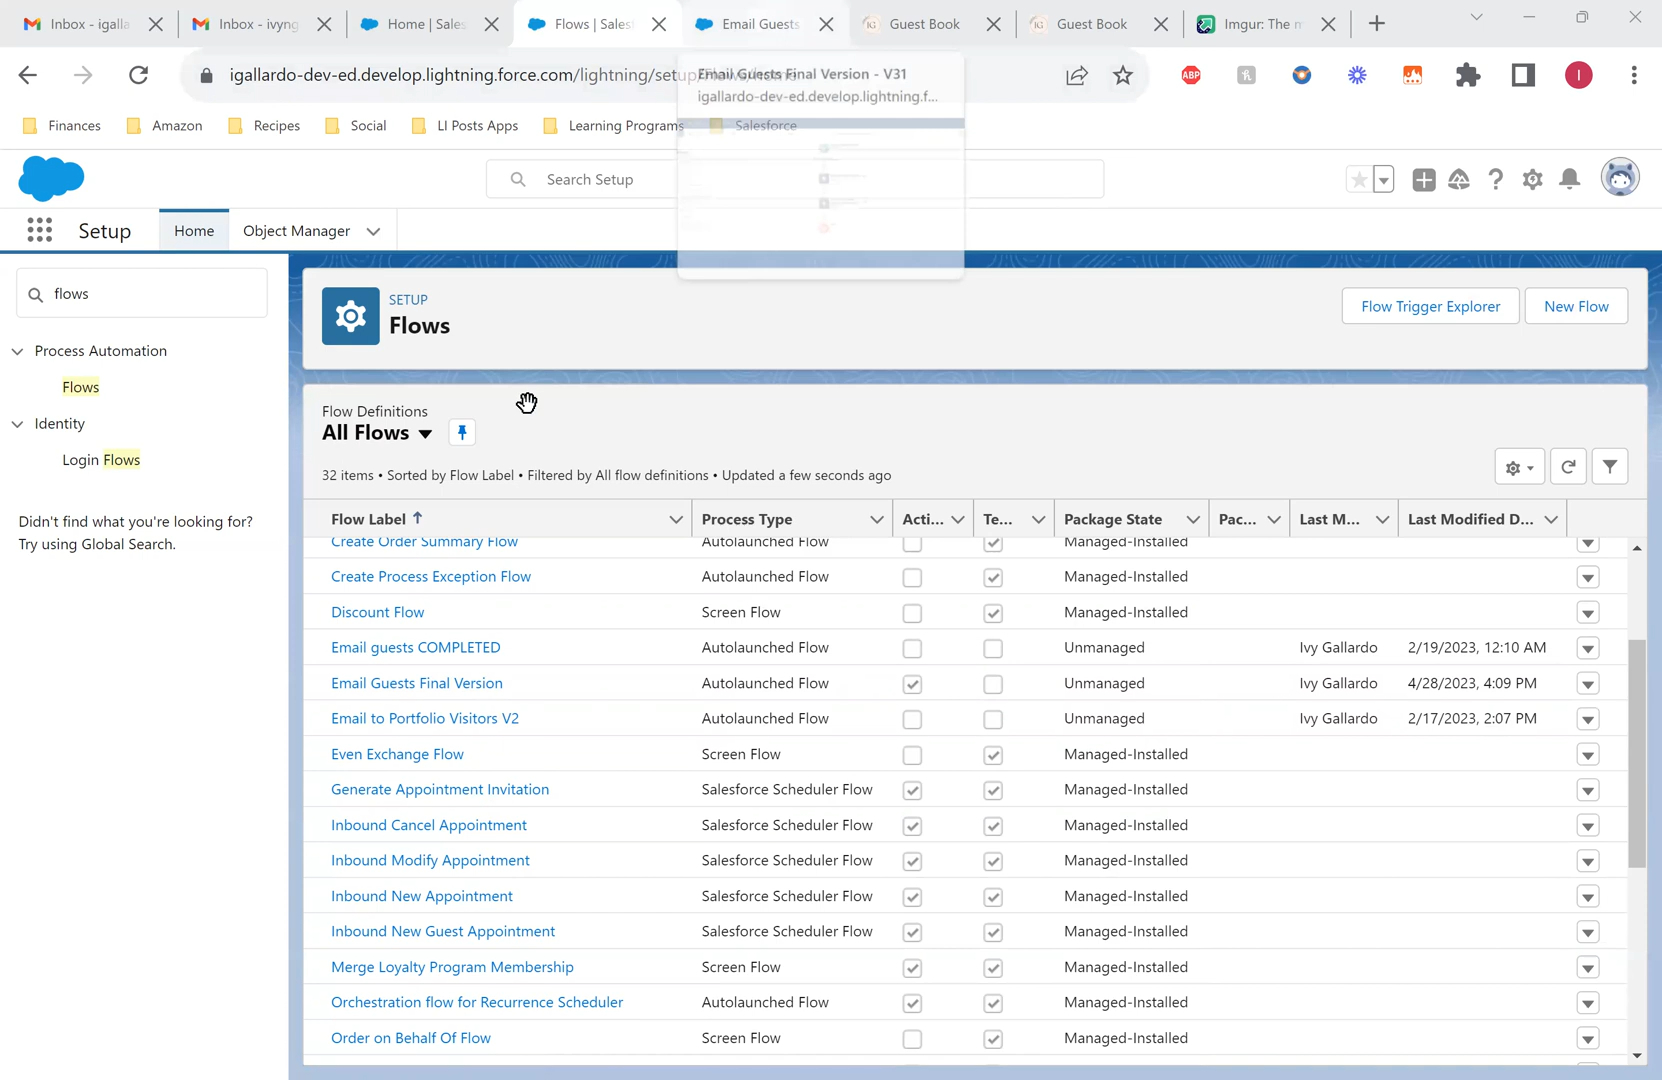 Inbox - igalla
Inbox - ivyng
Home | Sales
Flows | Sales
Email Guests
Guest Book
Guest Book
Imgur: The m
igallardo-dev-ed.develop.lightning.force.com/lightning/setup/
Email Guests Final Version - V31
igallardo-dev-ed.develop.lightning.f...
ABP
I
Finances
Amazon
Recipes
Social
LI Posts Apps
Learning Programs
Salesforce
Search Setup
Setup
Home
Object Manager
flows
Process Automation
Flows
Identity
Login Flows
Didn't find what you're looking for?
Try using Global Search.
SETUP
Flows
Flow Trigger Explorer
New Flow
Flow Definitions
All Flows
32 items • Sorted by Flow Label • Filtered by All flow definitions • Updated a few seconds ago
Flow Label Process Type Acti... Te... Package State Pac... Last M... Last Modified D...
Create Order Summary Flow Autolaunched Flow Managed-Installed
Create Process Exception Flow Autolaunched Flow Managed-Installed
Discount Flow Screen Flow Managed-Installed
Email guests COMPLETED Autolaunched Flow Unmanaged Ivy Gallardo 2/19/2023, 12:10 AM
Email Guests Final Version Autolaunched Flow Unmanaged Ivy Gallardo 4/28/2023, 4:09 PM
Email to Portfolio Visitors V2 Autolaunched Flow Unmanaged Ivy Gallardo 2/17/2023, 2:07 PM
Even Exchange Flow Screen Flow Managed-Installed
Generate Appointment Invitation Salesforce Scheduler Flow Managed-Installed
Inbound Cancel Appointment Salesforce Scheduler Flow Managed-Installed
Inbound Modify Appointment Salesforce Scheduler Flow Managed-Installed
Inbound New Appointment Salesforce Scheduler Flow Managed-Installed
Inbound New Guest Appointment Salesforce Scheduler Flow Managed-Installed
Merge Loyalty Program Membership Screen Flow Managed-Installed
Orchestration flow for Recurrence Scheduler Autolaunched Flow Managed-Installed
Order on Behalf Of Flow Screen Flow Managed-Installed